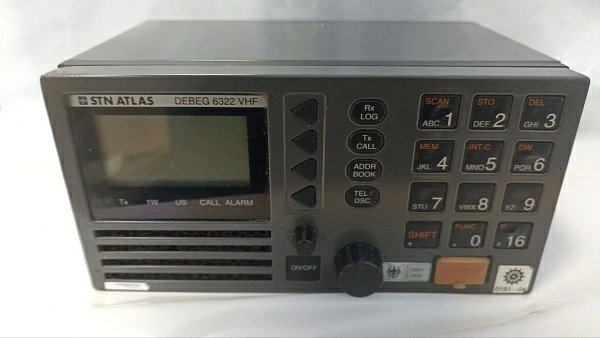 STN ATLAS DEBEG 6322 VHF
Tx TW US CALL ALARM
Rx LOG
Tx CALL
ADDR BOOK
TEL / DSC
ON/OFF
SCAN STO DEL
ABC 1 DEF 2 GHI 3
MEM INT-C DW
JKL 4 MNO 5 PQR 6
STU 7 VWX 8 YZ- 9
SHIFT FUNC 0 P 16
0191 - 04